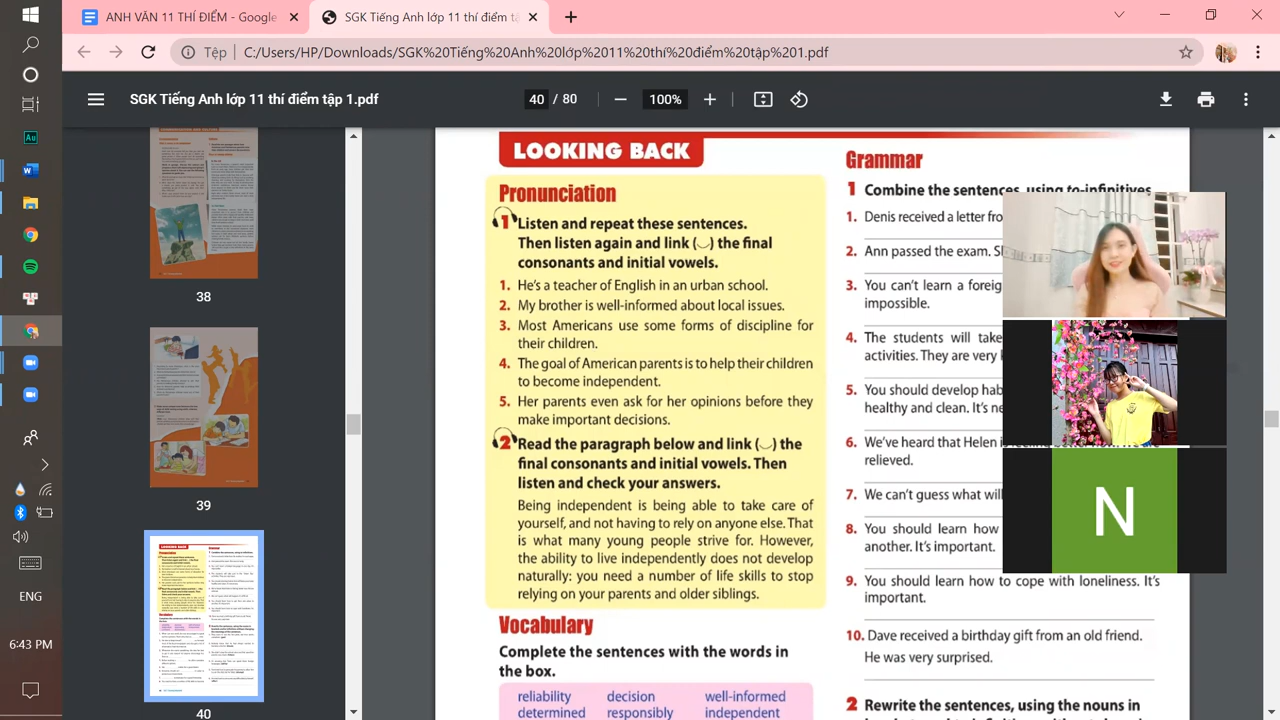 ANH VĂN 11 THÍ ĐIỂM - Google
SGK Tiếng Anh lớp 11 thí điểm tậ
Tệp
C:/Users/HP/Downloads/SGK%20Tiếng%20Anh%20lớp%2011%20thí%20điểm%20tập%201.pdf
SGK Tiếng Anh lớp 11 thí điểm tập 1.pdf
40 / 80
100%
38
39
40
LOOKING BACK
Pronunciation
1 Listen and repeat these sentences.
Then listen again and link (‿) the final
consonants and initial vowels.
1. He's a teacher of English in an urban school.
2. My brother is well-informed about local issues.
3. Most Americans use some forms of discipline for
their children.
4. The goal of American parents is to help their children
to become independent.
5. Her parents even ask for her opinions before they
make important decisions.
2 Read the paragraph below and link (‿) the
final consonants and initial vowels. Then
listen and check your answers.
Being independent is being able to take care of
yourself, and not having to rely on anyone else. That
is what many young people strive for. However,
the ability to live independently does not develop
naturally; you need a number of life skills to stop
relying on your parents and older siblings.
Vocabulary
Complete the sentences with the words in
the box.
reliability decision well-informed
determined responsibly independent
Grammar
1 Combine the sentences, using to-infinitives
1. Denis received a letter fro
2. Ann passed the exam.
3. You can't learn a foreig
impossible.
4. The students will take
activities. They are very
5. You should develop hab
healthy and clean. It's ne
6. We've heard that Helen
relieved.
7. We can't guess what will
8. You should learn how
another. It's important.
9. You should learn how to cope with loneliness. It's
important.
10 a birthday gift from an old friend.
surprised.
2 Rewrite the sentences, using the nouns in
N
ENG
6:43 PM